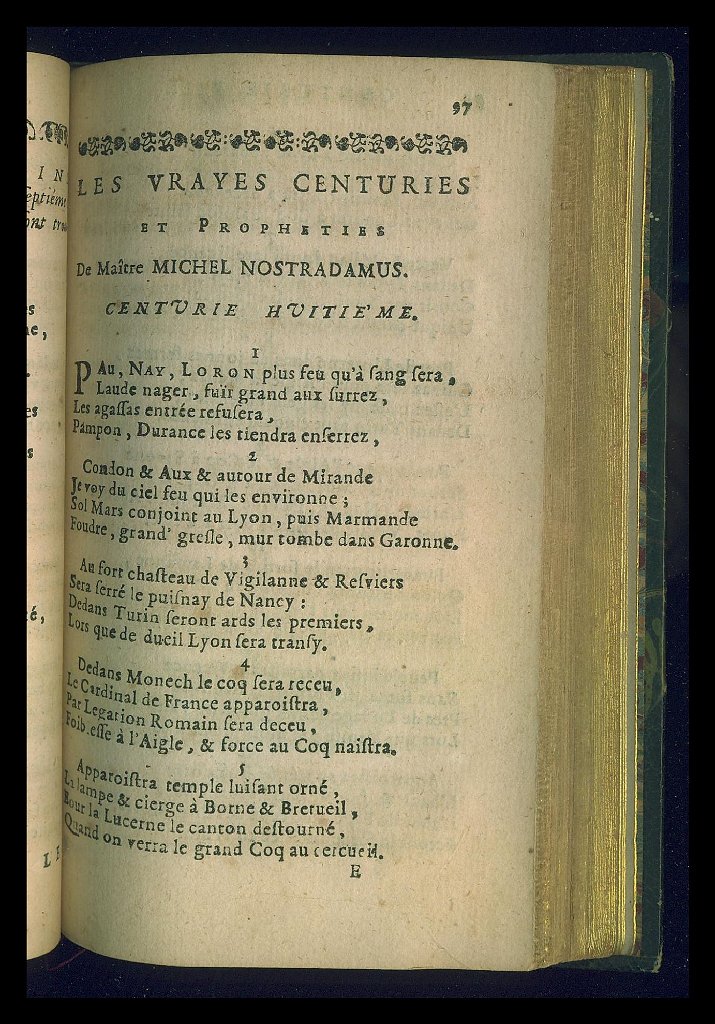 97
LES VRAYES CENTURIES
ET PROPHETIES
De Maître MICHEL NOSTRADAMUS.
CENTVRIE HVITIE'ME.
1
PAu, NAY, LORON plus feu qu'à ſang ſera,
Laude nager, fuïr grand aux ſurrez,
Les agaſſas entrée refuſera,
Pampon, Durance les tiendra enſerrez,
2
Condon & Aux & autour de Mirande
Je voy du ciel feu qui les environne;
Sol Mars conjoint au Lyon, puis Marmande
Foudre, grand' greſle, mur tombe dans Garonne.
3
Au fort chaſteau de Vigilanne & Reſviers
Sera ſerré le puiſnay de Nancy:
Dedans Turin ſeront ards les premiers,
Lors que de dueil Lyon ſera tranſy.
4
Dedans Monech le coq ſera receu,
Le Cardinal de France apparoiſtra,
Par Legation Romain ſera deceu,
Foibleſſe à l'Aigle, & force au Coq naiſtra.
5
Apparoiſtra temple luiſant orné,
La lampe & cierge à Borne & Bretueil,
Pour la Lucerne le canton deſtourné,
Quand on verra le grand Coq au cercueil.
E